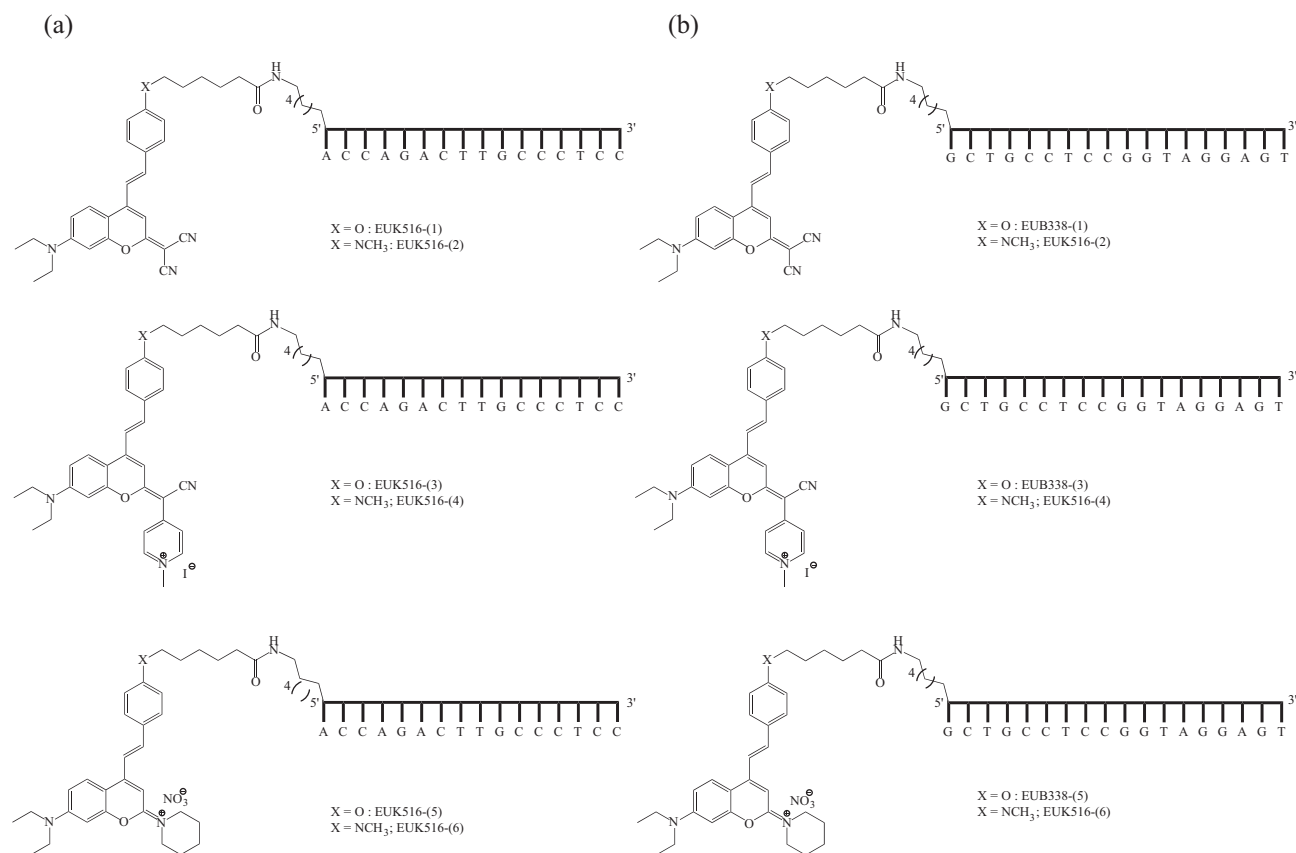 (a)
(b)
H
N
X
O
4
5'
3'
A C C A G A C T T G C C C T C C
N
O
CN
CN
X = O : EUK516-(1)
X = NCH₃: EUK516-(2)
H
N
X
O
4
5'
3'
G C T G C C T C C G G T A G G A G T
N
O
CN
CN
X = O : EUB338-(1)
X = NCH₃; EUK516-(2)
H
N
X
O
4
5'
3'
A C C A G A C T T G C C C T C C
N
O
CN
N ⊕
I ⊖
X = O : EUK516-(3)
X = NCH₃; EUK516-(4)
H
N
X
O
4
5'
3'
G C T G C C T C C G G T A G G A G T
N
O
CN
N ⊕
I ⊖
X = O : EUB338-(3)
X = NCH₃; EUK516-(4)
H
N
X
O
4
5'
3'
A C C A G A C T T G C C C T C C
NO₃ ⊖
N
O
N ⊕
X = O : EUK516-(5)
X = NCH₃; EUK516-(6)
H
N
X
O
4
5'
3'
G C T G C C T C C G G T A G G A G T
NO₃ ⊖
N
O
N ⊕
X = O : EUB338-(5)
X = NCH₃; EUK516-(6)